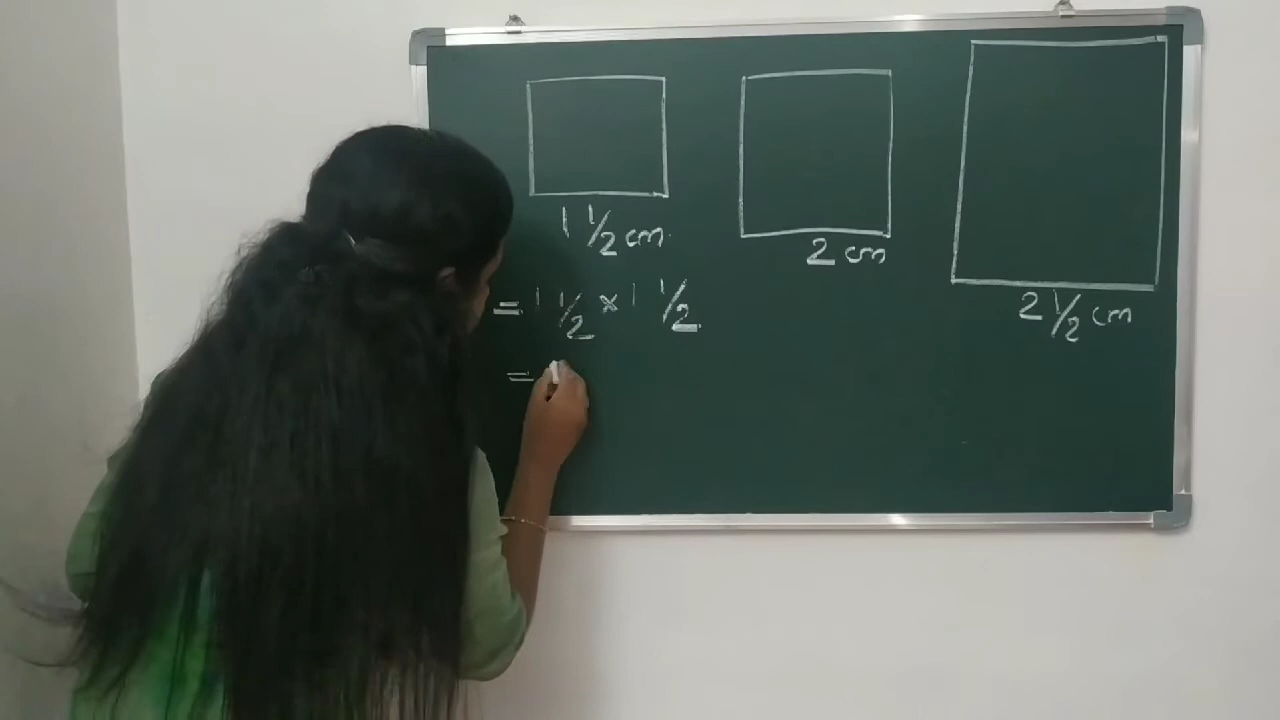 1 1/2 cm
2 cm
2 1/2 cm
= 1 1/2 × 1 1/2
=